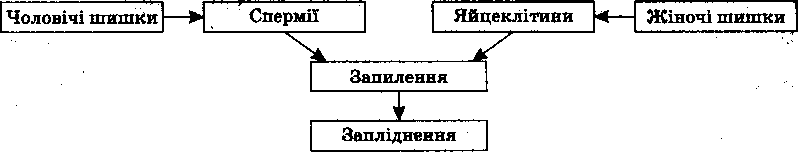 Чоловічі шишки
Спермії
Яйцеклітини
Жіночі шишки
Запилення
Запліднення